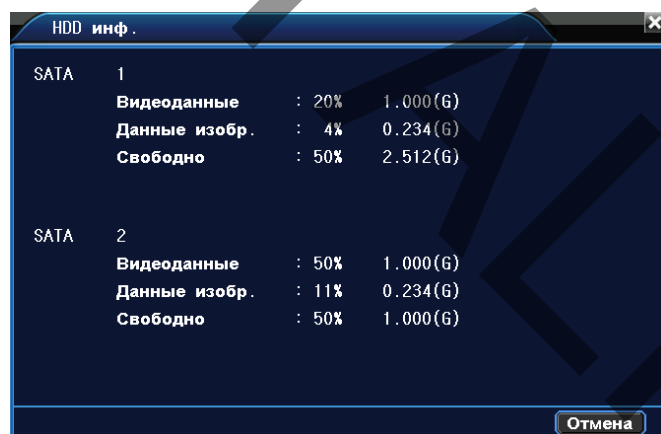 HDD инф.
SATA 1
Видеоданные : 20% 1.000(G)
Данные изобр. : 4% 0.234(G)
Свободно : 50% 2.512(G)
SATA 2
Видеоданные : 50% 1.000(G)
Данные изобр. : 11% 0.234(G)
Свободно : 50% 1.000(G)
Отмена